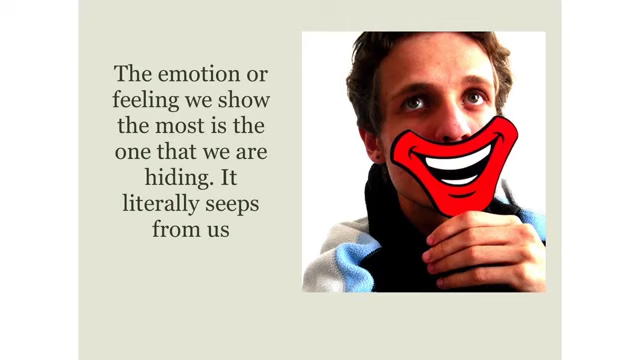 The emotion or
feeling we show
the most is the
one that we are
hiding. It
literally seeps
from us